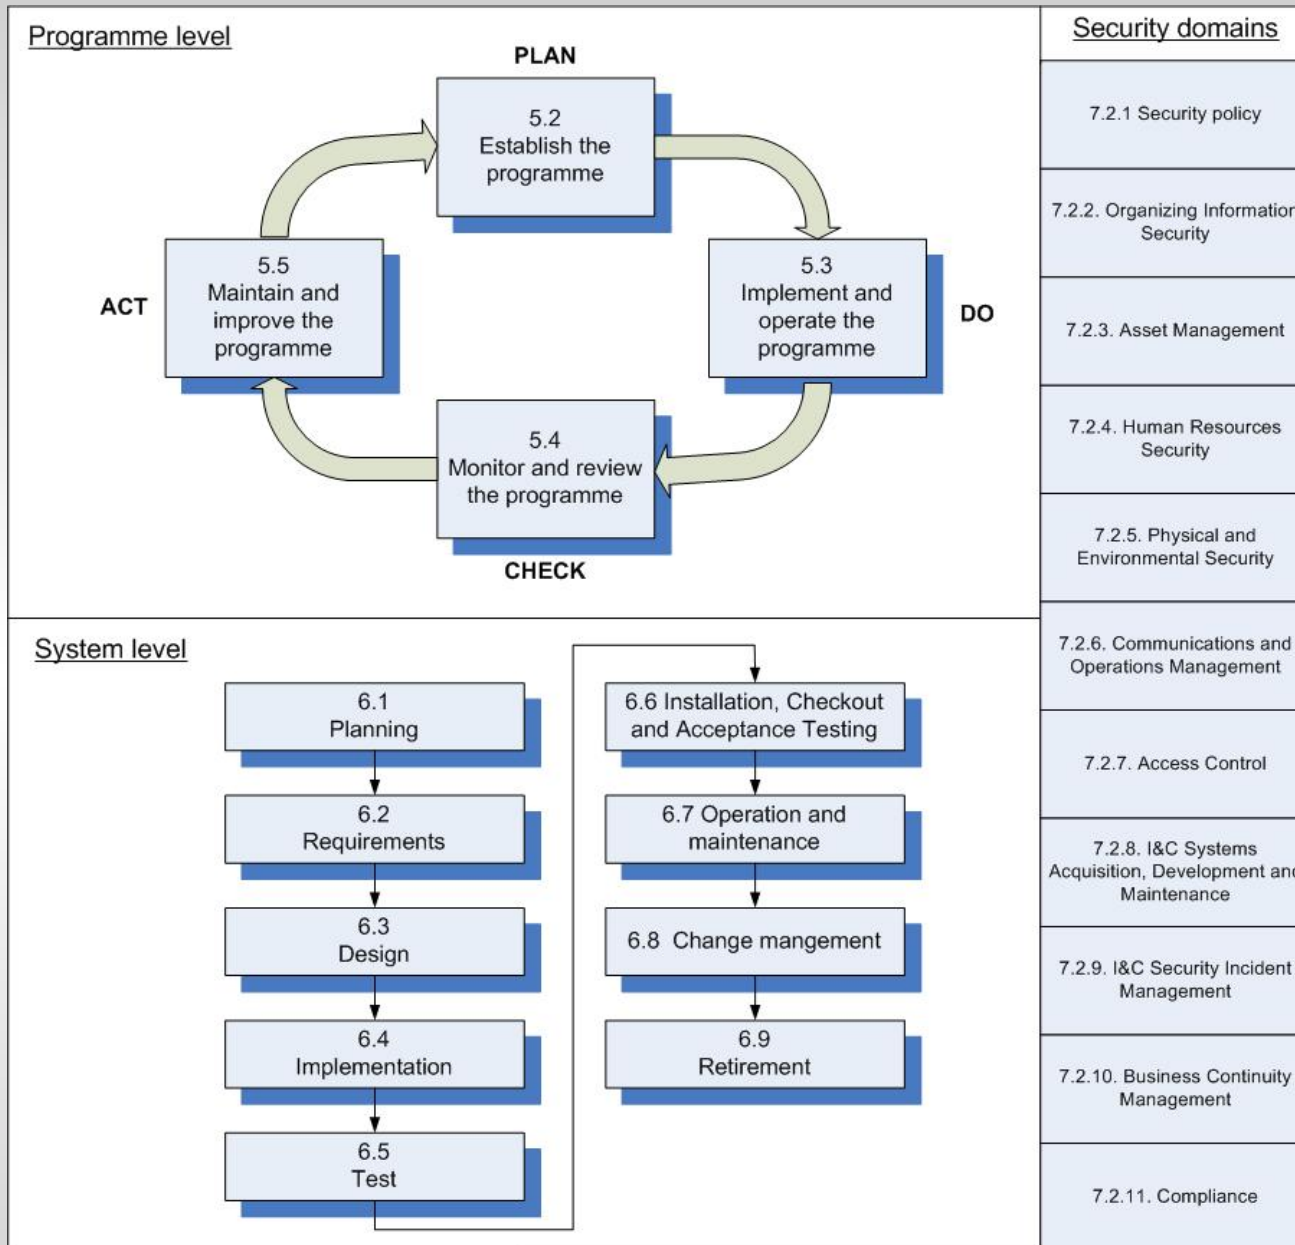 Programme level
PLAN
5.2
Establish the
programme
5.5
Maintain and
improve the
programme
ACT
5.3
Implement and
operate the
programme
DO
5.4
Monitor and review
the programme
CHECK
System level
6.1
Planning
6.2
Requirements
6.3
Design
6.4
Implementation
6.5
Test
6.6 Installation, Checkout
and Acceptance Testing
6.7 Operation and
maintenance
6.8 Change mangement
6.9
Retirement
Security domains
7.2.1 Security policy
7.2.2. Organizing Information
Security
7.2.3. Asset Management
7.2.4. Human Resources
Security
7.2.5. Physical and
Environmental Security
7.2.6. Communications and
Operations Management
7.2.7. Access Control
7.2.8. I&C Systems
Acquisition, Development and
Maintenance
7.2.9. I&C Security Incident
Management
7.2.10. Business Continuity
Management
7.2.11. Compliance